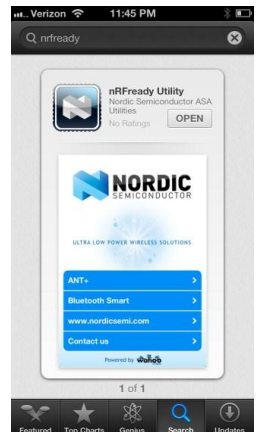 Verizon 11:45 PM
nrfready
nRFready Utility
Nordic Semiconductor ASA
Utilities
No Ratings
OPEN
NORDIC
SEMICONDUCTOR
ULTRA LOW POWER WIRELESS SOLUTIONS
ANT+
Bluetooth Smart
www.nordicsemi.com
Contact us
Powered by wahoo
1 of 1
Featured Top Charts Genius Search Updates